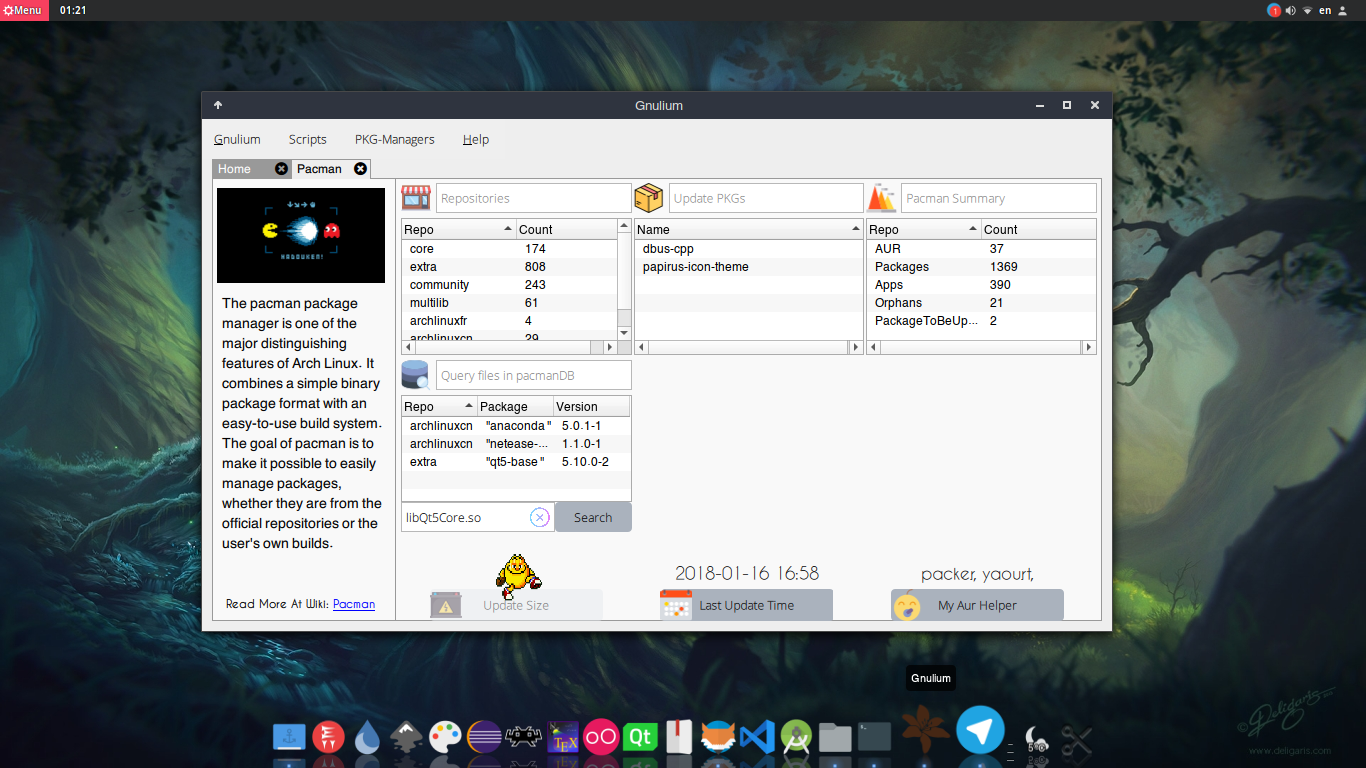 Menu 01:21 1 en
Gnulium
Gnulium Scripts PKG-Managers Help
Home Pacman
HADOUKEN!
The pacman package
manager is one of the
major distinguishing
features of Arch Linux. It
combines a simple binary
package format with an
easy-to-use build system.
The goal of pacman is to
make it possible to easily
manage packages,
whether they are from the
official repositories or the
user's own builds.
Read More At Wiki: Pacman
Repositories
Repo Count
core 174
extra 808
community 243
multilib 61
archlinuxfr 4
archlinuxcn 29
Update PKGs
Name
dbus-cpp
papirus-icon-theme
Pacman Summary
Repo Count
AUR 37
Packages 1369
Apps 390
Orphans 21
PackageToBeUp... 2
Query files in pacmanDB
Repo Package Version
archlinuxcn "anaconda" 5.0.1-1
archlinuxcn "netease-... 1.1.0-1
extra "qt5-base" 5.10.0-2
libQt5Core.so Search
2018-01-16 16:58 packer, yaourt,
Update Size Last Update Time My Aur Helper
Gnulium
TEX Qt
©Deligaris
www.deligaris.com